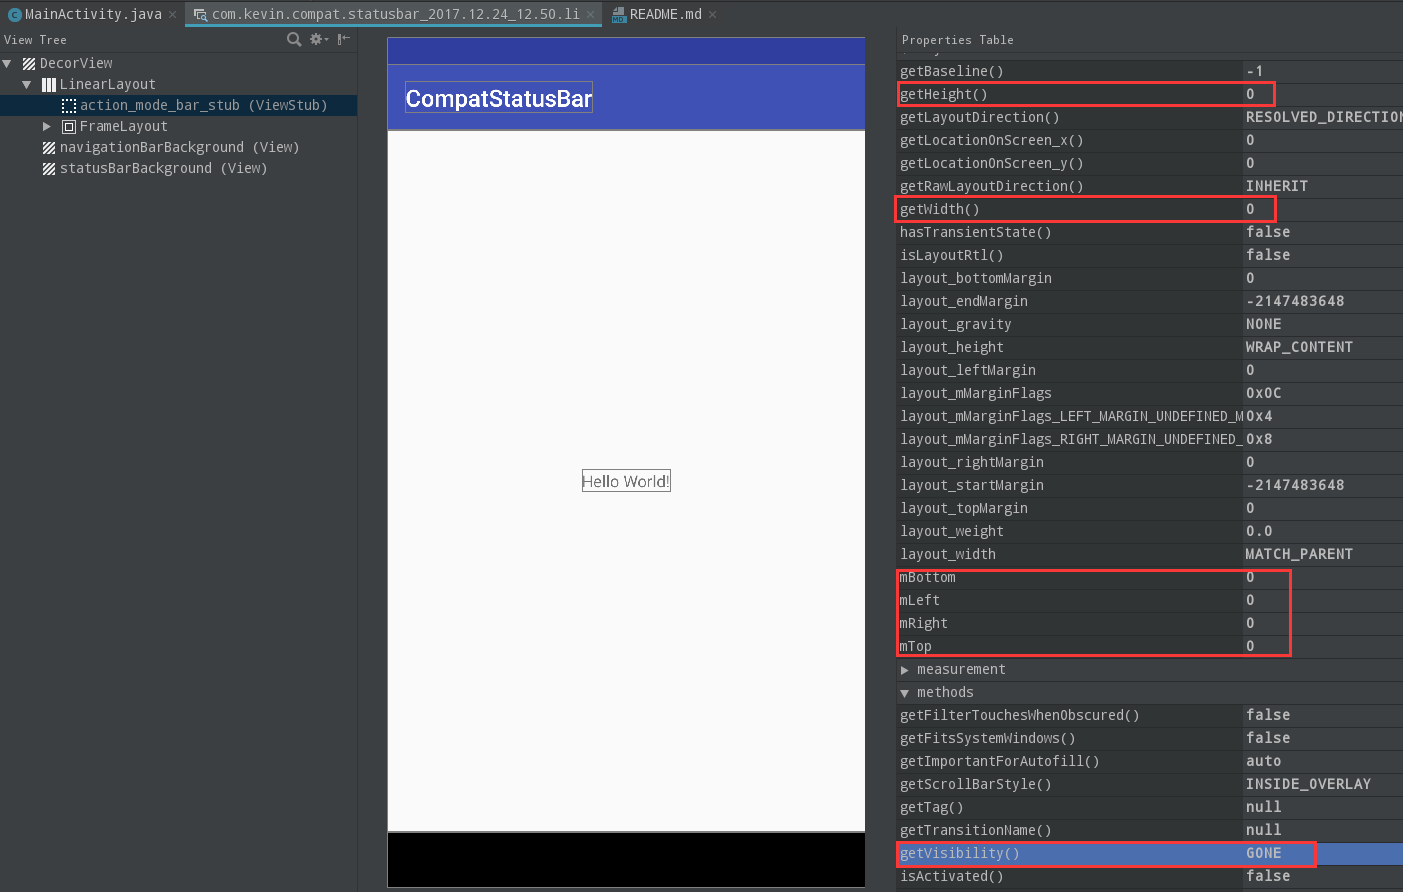 MainActivity.java
com.kevin.compat.statusbar_2017.12.24_12.50.li
README.md
View Tree
DecorView
LinearLayout
action_mode_bar_stub (ViewStub)
FrameLayout
navigationBarBackground (View)
statusBarBackground (View)
CompatStatusBar
Hello World!
Properties Table
getBaseline() -1
getHeight() 0
getLayoutDirection() RESOLVED_DIRECTION
getLocationOnScreen_x() 0
getLocationOnScreen_y() 0
getRawLayoutDirection() INHERIT
getWidth() 0
hasTransientState() false
isLayoutRtl() false
layout_bottomMargin 0
layout_endMargin -2147483648
layout_gravity NONE
layout_height WRAP_CONTENT
layout_leftMargin 0
layout_mMarginFlags 0x0C
layout_mMarginFlags_LEFT_MARGIN_UNDEFINED_M 0x4
layout_mMarginFlags_RIGHT_MARGIN_UNDEFINED_ 0x8
layout_rightMargin 0
layout_startMargin -2147483648
layout_topMargin 0
layout_weight 0.0
layout_width MATCH_PARENT
mBottom 0
mLeft 0
mRight 0
mTop 0
measurement
methods
getFilterTouchesWhenObscured() false
getFitsSystemWindows() false
getImportantForAutofill() auto
getScrollBarStyle() INSIDE_OVERLAY
getTag() null
getTransitionName() null
getVisibility() GONE
isActivated() false